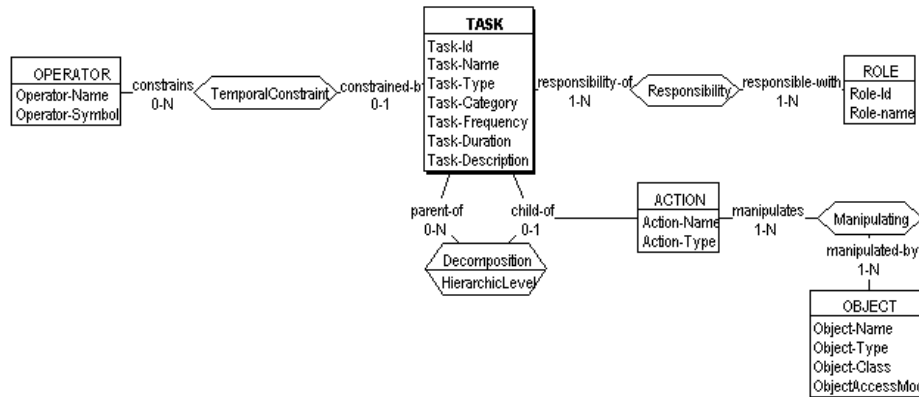 TASK
Task-Id
Task-Name
Task-Type
Task-Category
Task-Frequency
Task-Duration
Task-Description
OPERATOR
Operator-Name
Operator-Symbol
constrains
0-N
TemporalConstraint
constrained-b
0-1
responsibility-of
1-N
Responsibility
responsible-with
1-N
ROLE
Role-Id
Role-name
parent-of
0-N
child-of
0-1
Decomposition
HierarchicLevel
ACTION
Action-Name
Action-Type
manipulates
1-N
Manipulating
manipulated-by
1-N
OBJECT
Object-Name
Object-Type
Object-Class
ObjectAccessMod